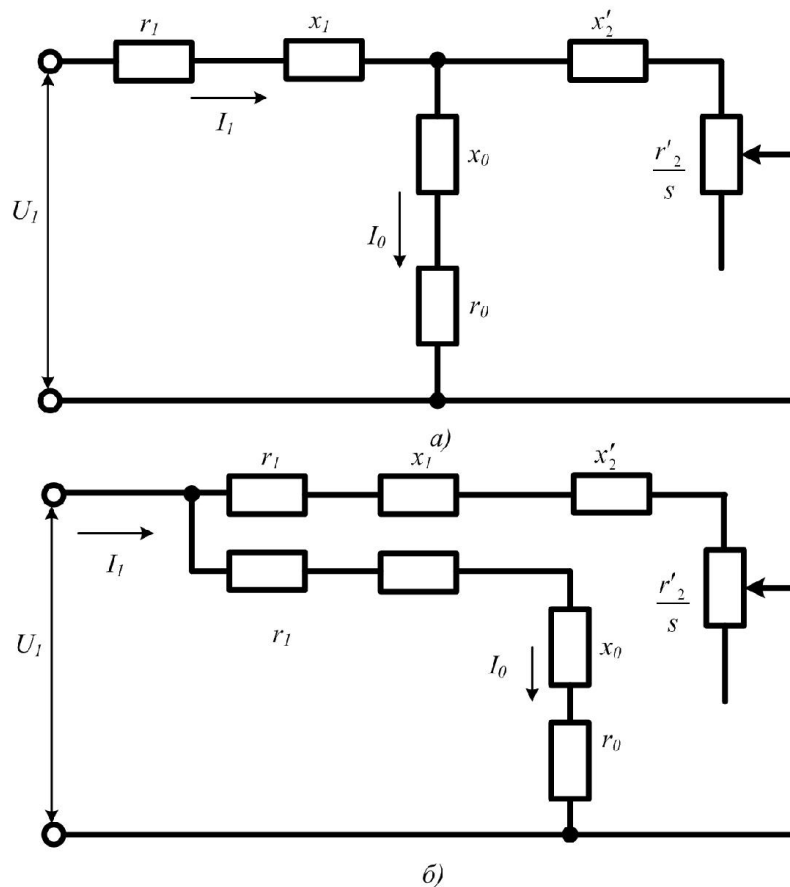 r₁
x₁
x′₂
I₁
x₀
r′₂
s
U₁
I₀
r₀
а)
r₁
x₁
x′₂
I₁
r′₂
s
r₁
U₁
I₀
x₀
r₀
б)